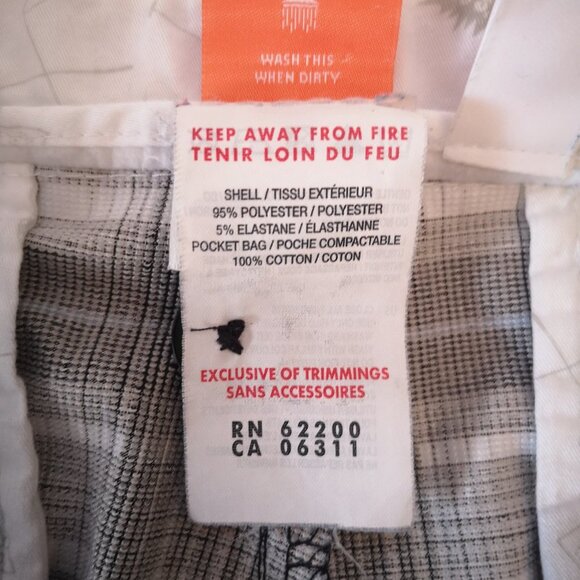 WASH THIS
WHEN DIRTY
KEEP AWAY FROM FIRE
TENIR LOIN DU FEU
SHELL / TISSU EXTÉRIEUR
95% POLYESTER / POLYESTER
5% ELASTANE / ÉLASTHANNE
POCKET BAG / POCHE COMPACTABLE
100% COTTON / COTON
EXCLUSIVE OF TRIMMINGS
SANS ACCESSOIRES
RN 62200
CA 06311